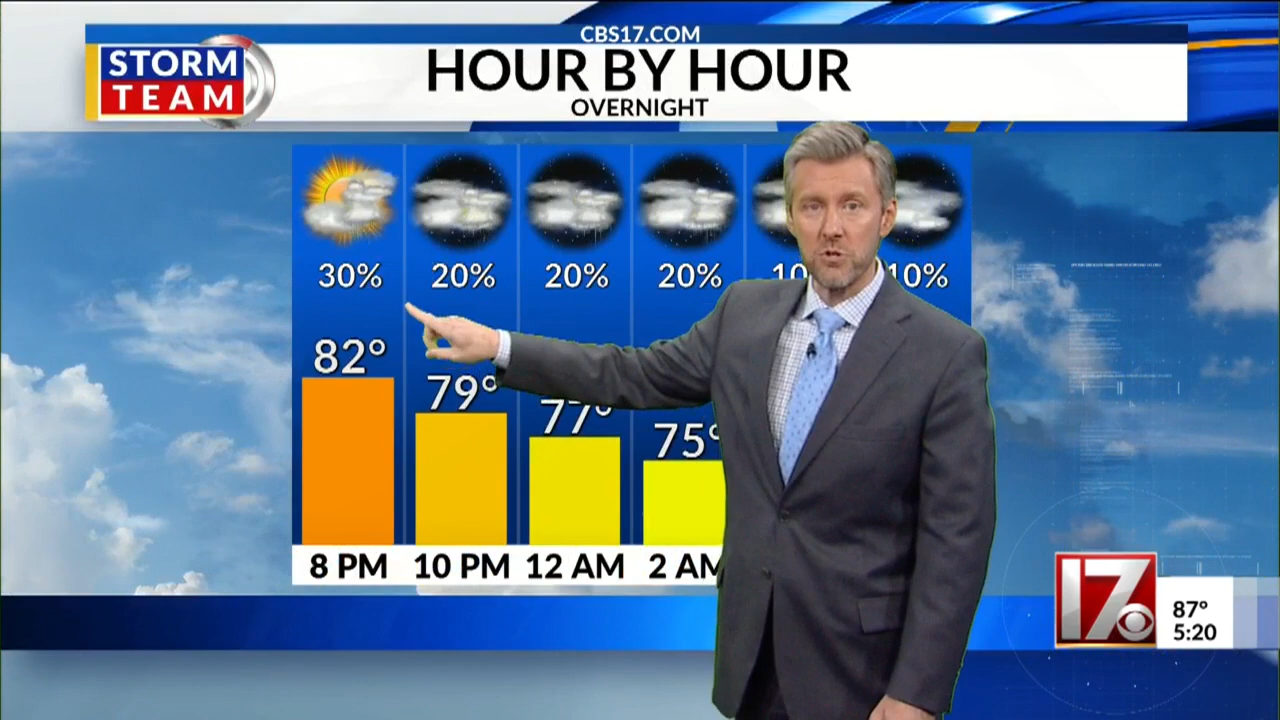 CBS17.COM
STORM
TEAM
HOUR BY HOUR
OVERNIGHT
30% 20% 20% 20% 10 10%
82°
79°
77°
75°
8 PM 10 PM 12 AM 2 AM
17
87°
5:20